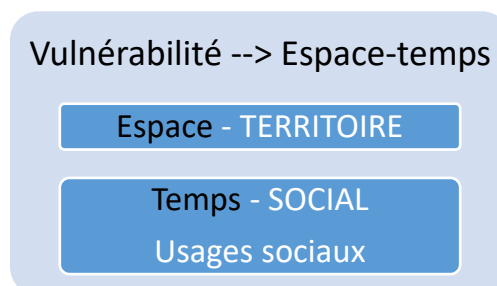 Vulnérabilité --> Espace-temps
Espace - TERRITOIRE
Temps - SOCIAL
Usages sociaux